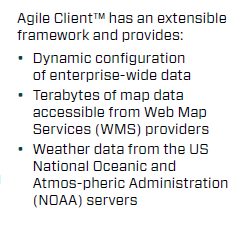 Agile Client™ has an extensible
framework and provides:
• Dynamic configuration
of enterprise-wide data
• Terabytes of map data
accessible from Web Map
Services (WMS) providers
• Weather data from the US
National Oceanic and
Atmos-pheric Administration
(NOAA) servers